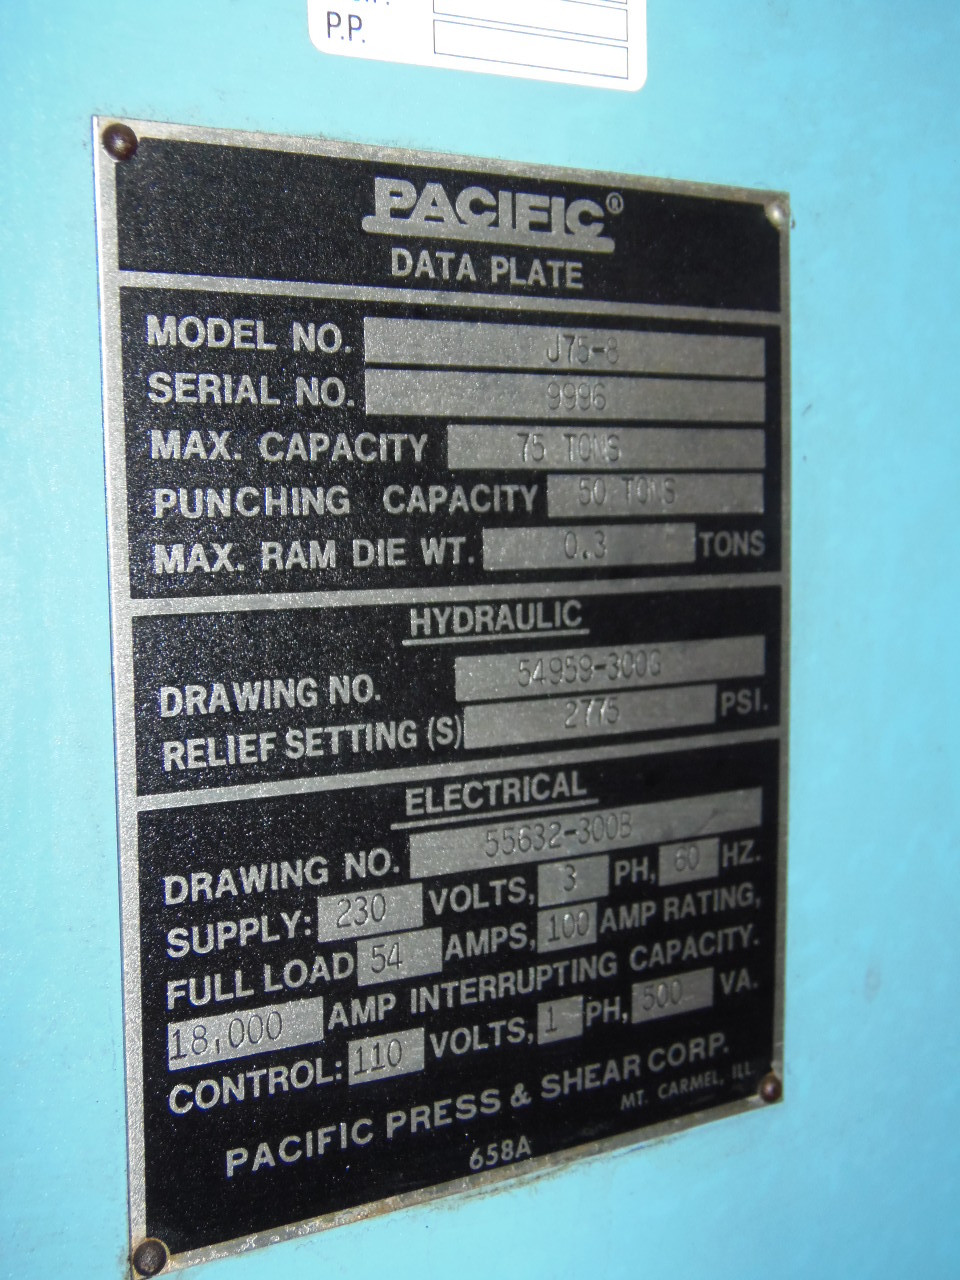 P.P.
PACIFIC®
DATA PLATE
MODEL NO. J75-8
SERIAL NO. 9996
MAX. CAPACITY 75 TONS
PUNCHING CAPACITY 50 TONS
MAX. RAM DIE WT. 0.3 TONS
HYDRAULIC
DRAWING NO. 54959-300G
RELIEF SETTING (S) 2775 PSI.
ELECTRICAL
DRAWING NO. 55632-300B
SUPPLY: 230 VOLTS, 3 PH, 60 HZ.
FULL LOAD 54 AMPS, 100 AMP RATING,
18,000 AMP INTERRUPTING CAPACITY.
CONTROL: 110 VOLTS, 1 PH, 500 VA.
PACIFIC PRESS & SHEAR CORP.
MT. CARMEL, ILL.
658A